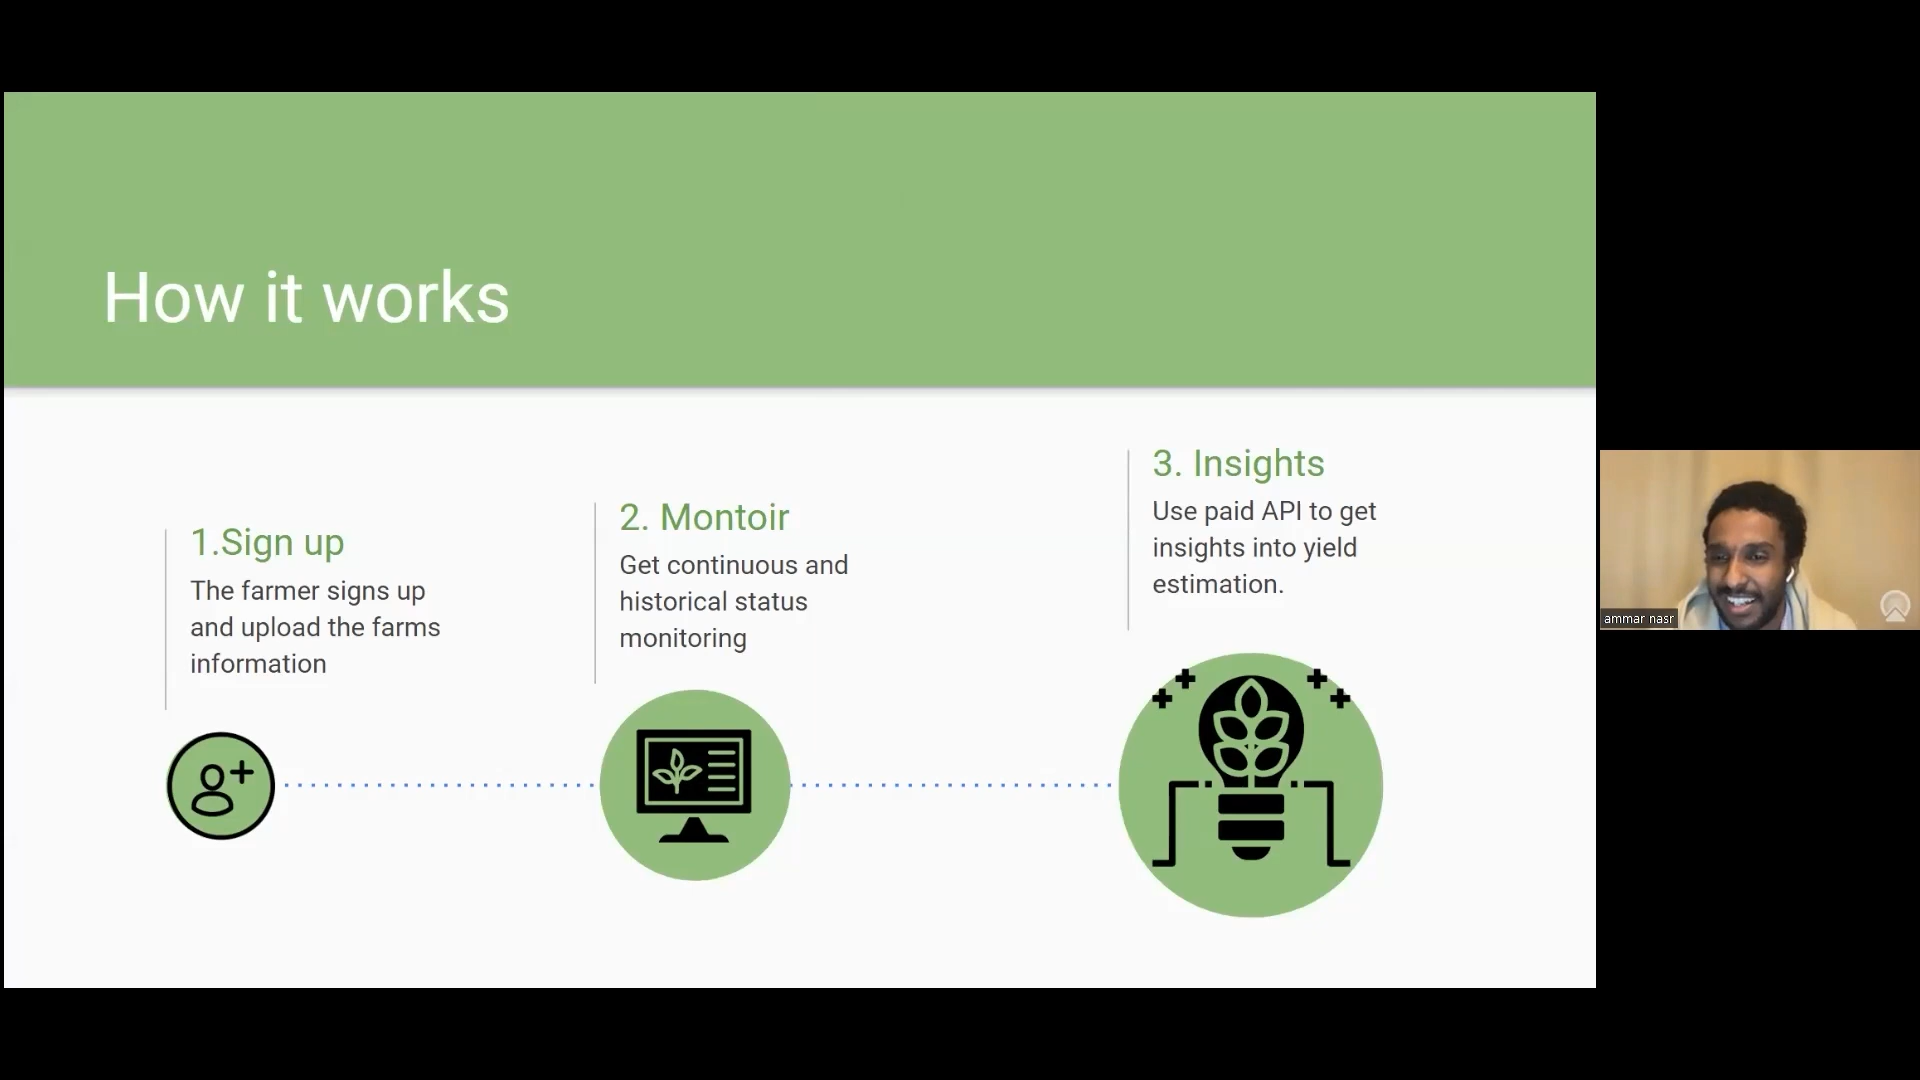 How it works
1.Sign up
The farmer signs up
and upload the farms
information
2. Montoir
Get continuous and
historical status
monitoring
3. Insights
Use paid API to get
insights into yield
estimation.
ammar nasr